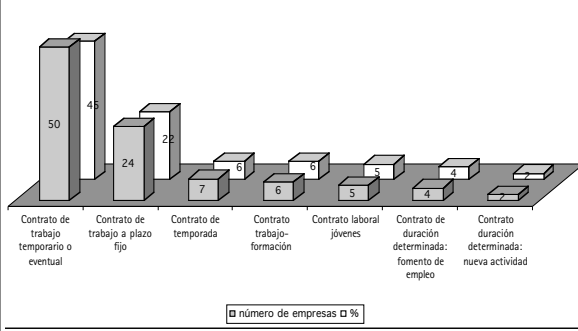 45
50
22
24
6
6
5
4
2
7
6
5
4
2
Contrato de
trabajo
temporario o
eventual
Contrato de
trabajo a plazo
fijo
Contrato de
temporada
Contrato
trabajo-
formación
Contrato laboral
jóvenes
Contrato de
duración
determinada:
fomento de
empleo
Contrato
duración
determinada:
nueva actividad
número de empresas %